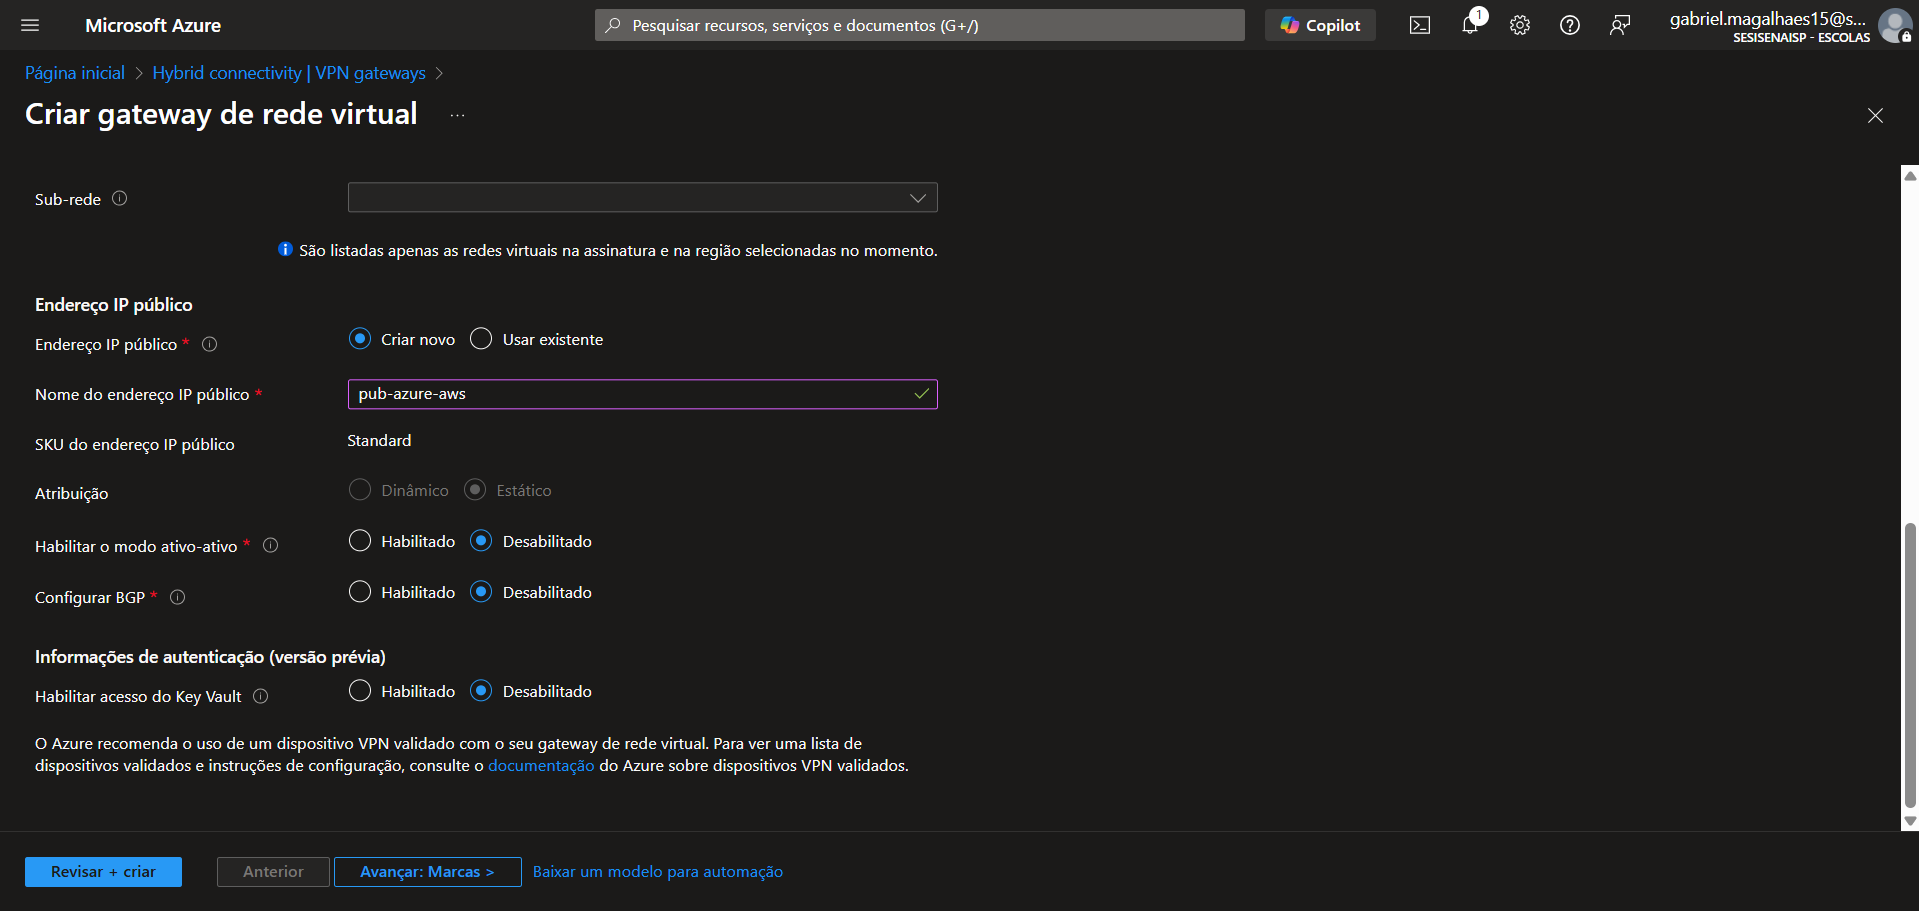 Microsoft Azure
Pesquisar recursos, serviços e documentos (G+/)
Copilot
1
gabriel.magalhaes15@s...
SESISENAISP - ESCOLAS
Página inicial > Hybrid connectivity | VPN gateways >
Criar gateway de rede virtual ...
Sub-rede
São listadas apenas as redes virtuais na assinatura e na região selecionadas no momento.
Endereço IP público
Endereço IP público * Criar novo Usar existente
Nome do endereço IP público * pub-azure-aws
SKU do endereço IP público Standard
Atribuição Dinâmico Estático
Habilitar o modo ativo-ativo * Habilitado Desabilitado
Configurar BGP * Habilitado Desabilitado
Informações de autenticação (versão prévia)
Habilitar acesso do Key Vault Habilitado Desabilitado
O Azure recomenda o uso de um dispositivo VPN validado com o seu gateway de rede virtual. Para ver uma lista de
dispositivos validados e instruções de configuração, consulte o documentação do Azure sobre dispositivos VPN validados.
Revisar + criar Anterior Avançar: Marcas > Baixar um modelo para automação